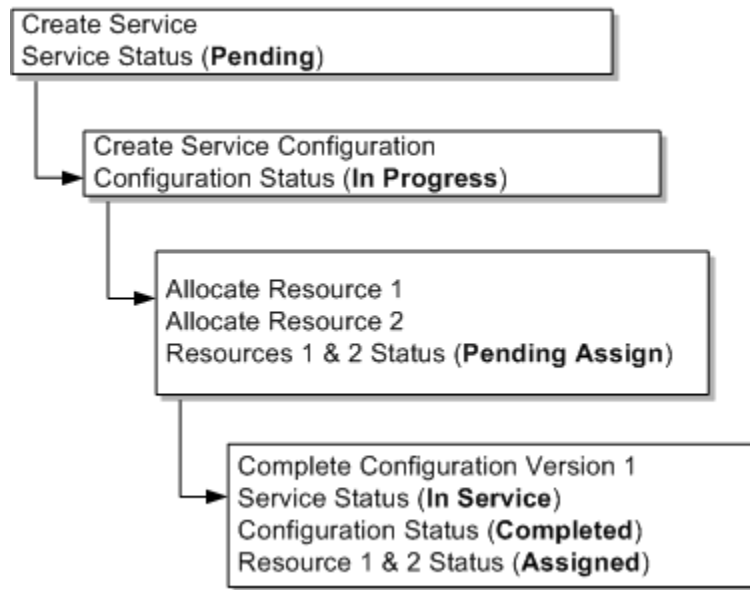 Create Service
Service Status (Pending)
Create Service Configuration
Configuration Status (In Progress)
Allocate Resource 1
Allocate Resource 2
Resources 1 & 2 Status (Pending Assign)
Complete Configuration Version 1
Service Status (In Service)
Configuration Status (Completed)
Resource 1 & 2 Status (Assigned)